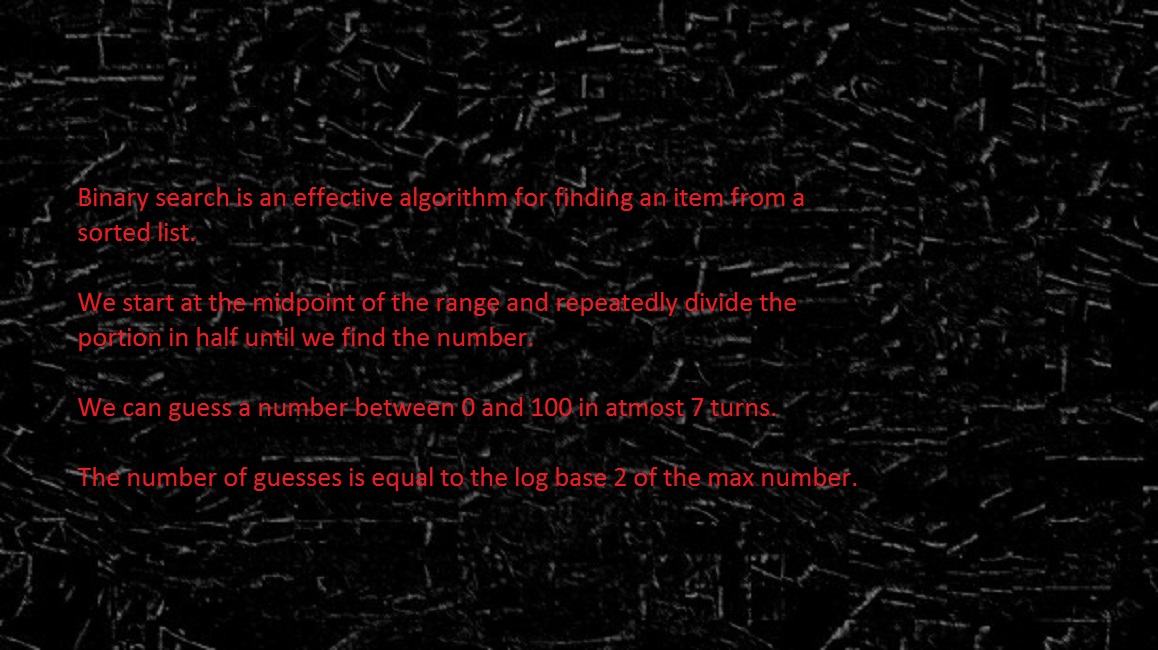 Binary search is an effective algorithm for finding an item from a
sorted list.
We start at the midpoint of the range and repeatedly divide the
portion in half until we find the number.
We can guess a number between 0 and 100 in atmost 7 turns.
The number of guesses is equal to the log base 2 of the max number.